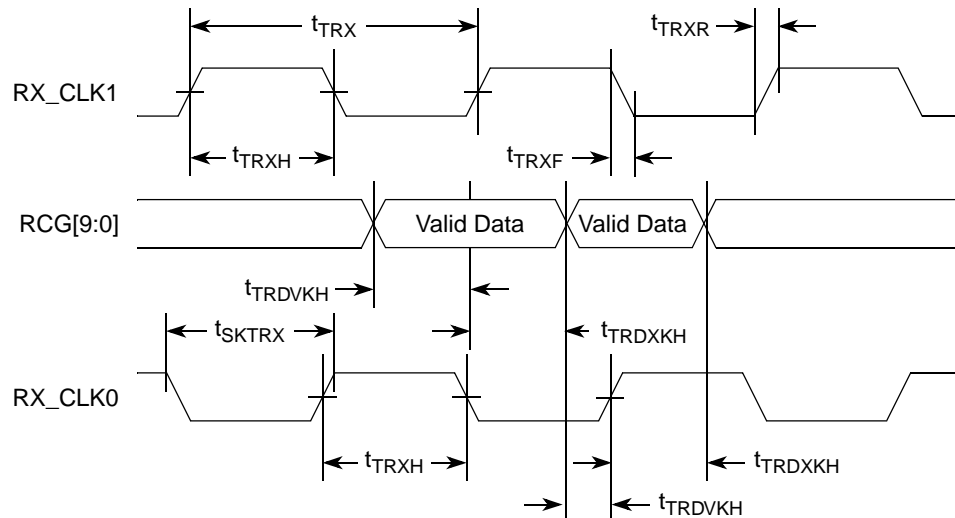 tTRX
tTRXR
RX_CLK1
tTRXH
tTRXF
RCG[9:0]
Valid Data
Valid Data
tTRDVKH
tSKTRX
tTRDXKH
RX_CLK0
tTRXH
tTRDXKH
tTRDVKH